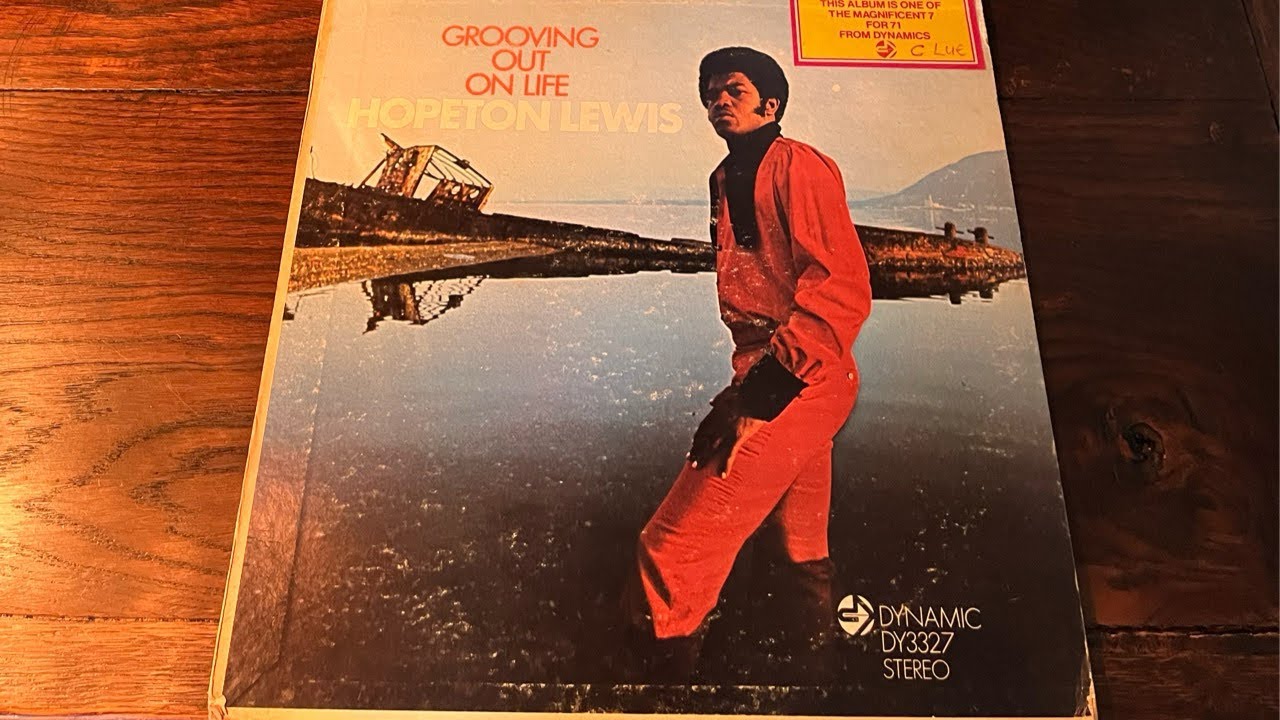 GROOVING
OUT
ON LIFE
HOPETON LEWIS
THIS ALBUM IS ONE OF
THE MAGNIFICENT 7
FOR 71
FROM DYNAMICS
C LUE
DYNAMIC
DY3327
STEREO